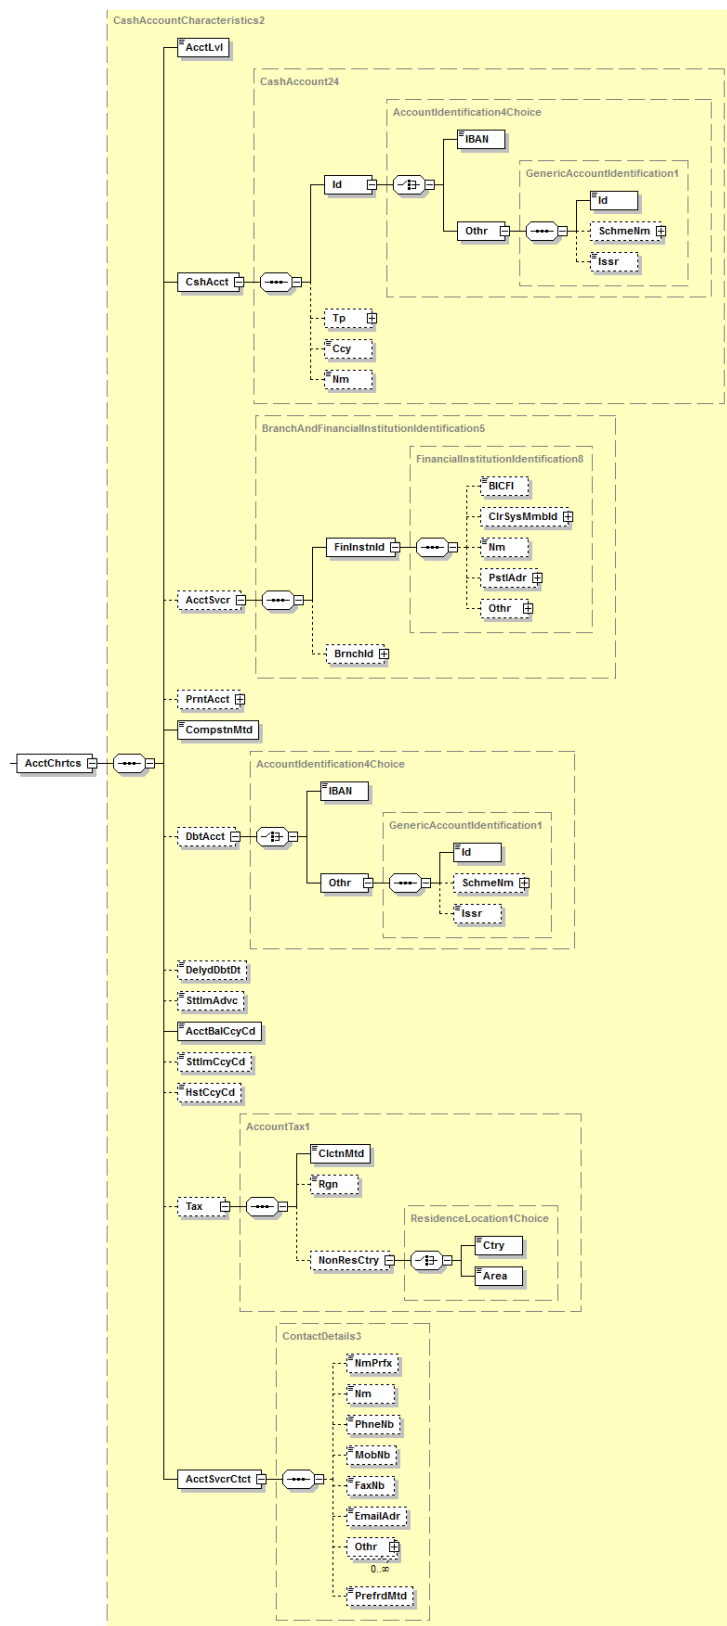 CashAccountCharacteristics2
AcctLvl
CashAccount24
AccountIdentification4Choice
IBAN
GenericAccountIdentification1
Id
Id
Othr
SchmeNm
Issr
CshAcct
Tp
Ccy
Nm
BranchAndFinancialInstitutionIdentification5
FinancialInstitutionIdentification8
BICFI
ClrSysMmbId
FinInstnId
Nm
PstlAdr
AcctSvcr
Othr
BrnchId
PrntAcct
CompstnMtd
AcctChrtcs
AccountIdentification4Choice
IBAN
GenericAccountIdentification1
DbtAcct
Id
Othr
SchmeNm
Issr
DelydDbtDt
SttlmAdvc
AcctBalCcyCd
SttlmCcyCd
HstCcyCd
AccountTax1
ClctnMtd
Rgn
Tax
ResidenceLocation1Choice
Ctry
NonResCtry
Area
ContactDetails3
NmPrfx
Nm
PhneNb
MobNb
AcctSvcrCtct
FaxNb
EmailAdr
Othr
0..∞
PrefrdMtd